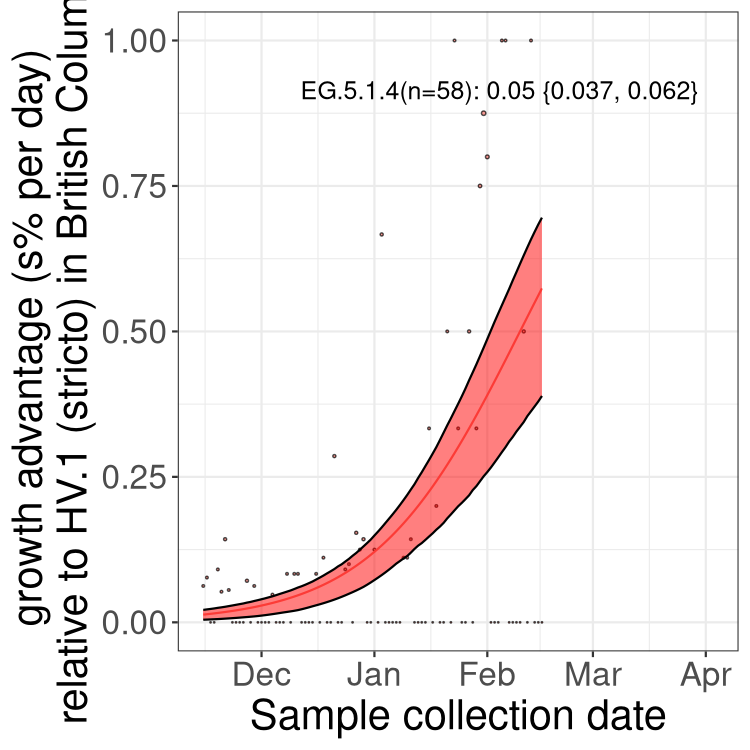 growth advantage (s% per day)
relative to HV.1 (stricto) in British Colum
1.00
0.75
0.50
0.25
0.00
EG.5.1.4(n=58): 0.05 {0.037, 0.062}
Dec Jan Feb Mar Apr
Sample collection date